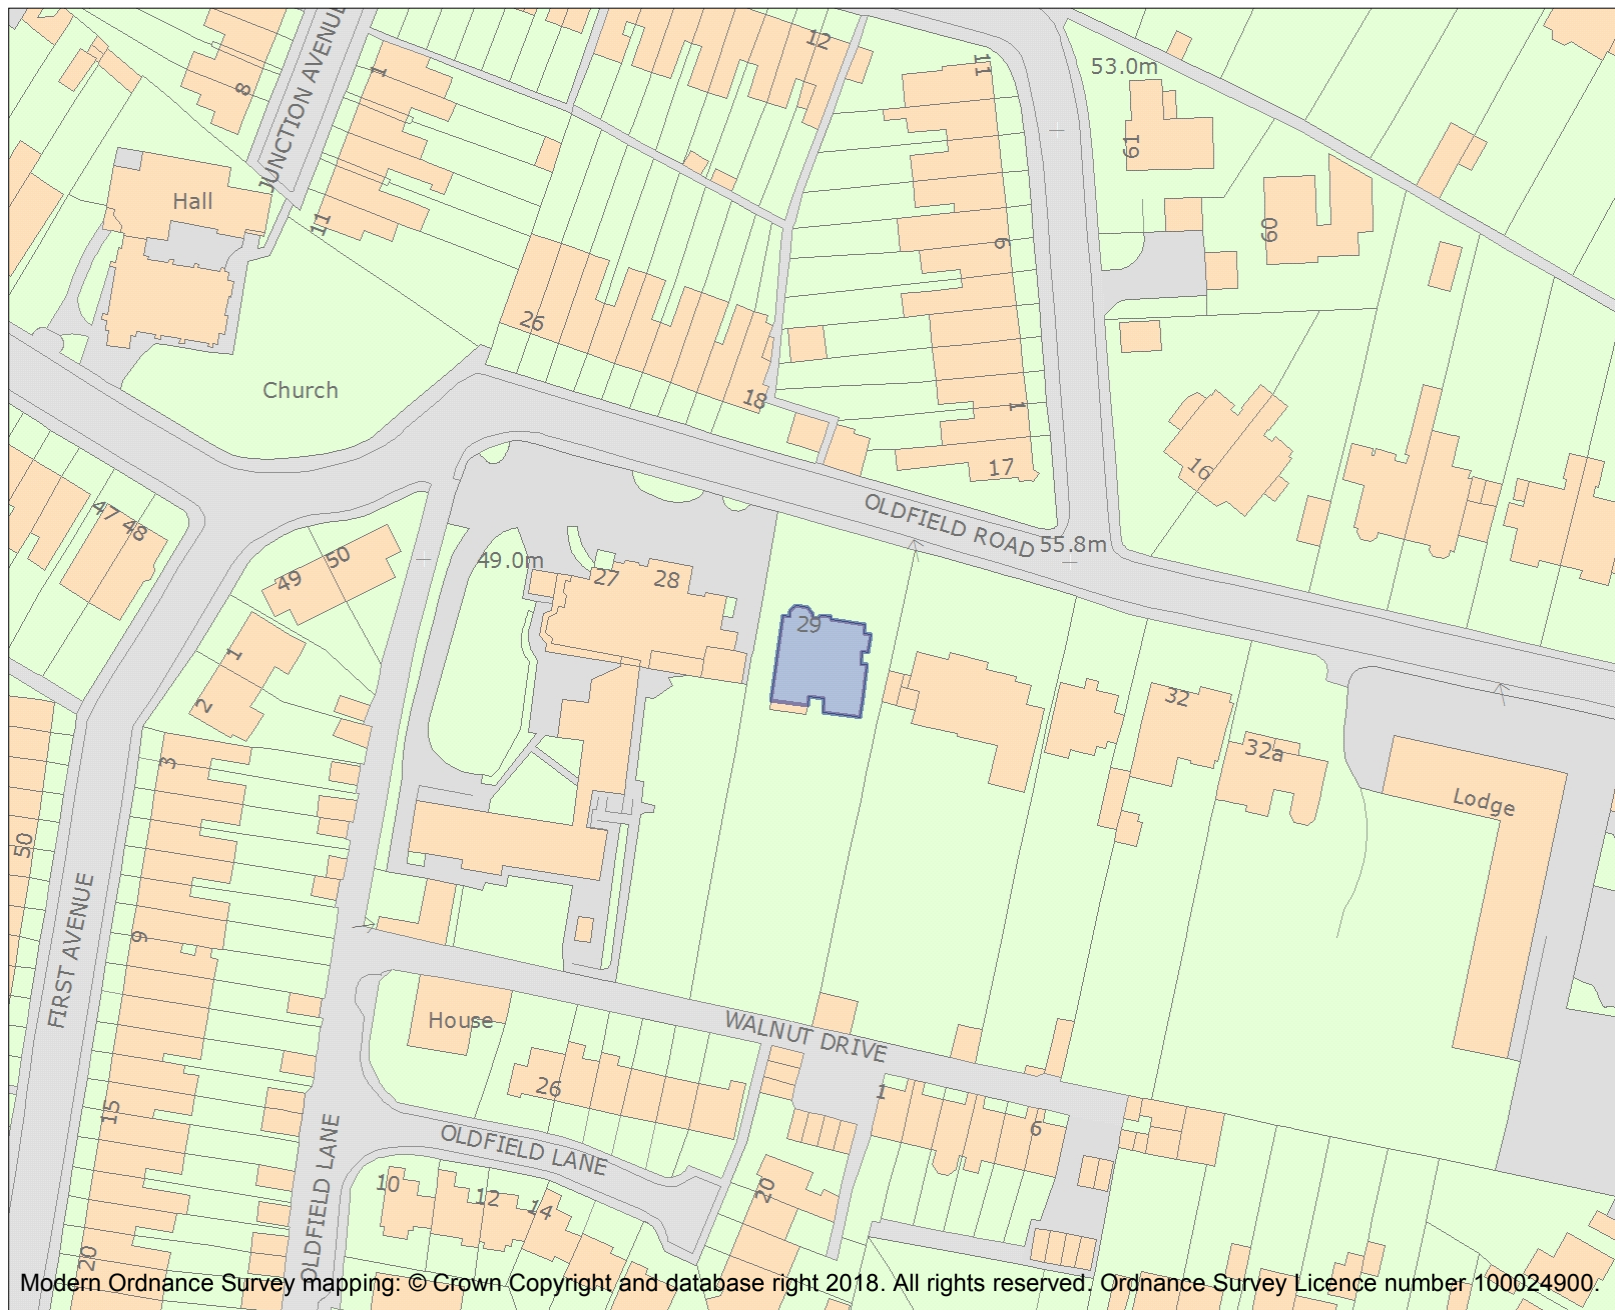 12
11
53.0m
JUNCTION AVENUE
1
8
61
Hall
11
60
9
26
Church
18
1
17
16
OLDFIELD ROAD
55.8m
47
48
49
50
49.0m
27
28
29
1
2
32
32a
3
Lodge
50
FIRST AVENUE
9
House
WALNUT DRIVE
26
1
15
6
OLDFIELD LANE
OLDFIELD LANE
10
12
14
20
20
Modern Ordnance Survey mapping: © Crown Copyright and database right 2018. All rights reserved. Ordnance Survey Licence number 100024900.